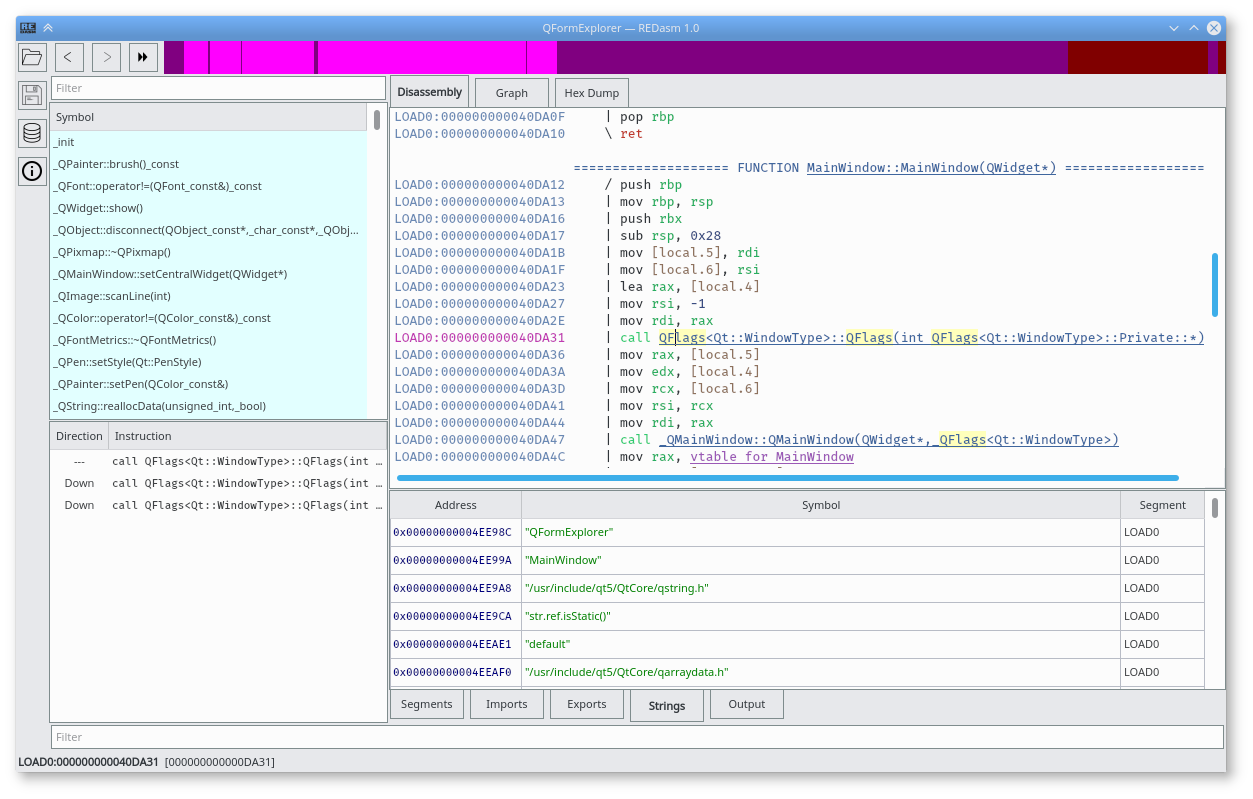 RE QFormExplorer — REDasm 1.0
Filter
Symbol
_init
_QPainter::brush()_const
_QFont::operator!=(QFont_const&)_const
_QWidget::show()
_QObject::disconnect(QObject_const*,_char_const*,_QObj...
_QPixmap::~QPixmap()
_QMainWindow::setCentralWidget(QWidget*)
_QImage::scanLine(int)
_QColor::operator!=(QColor_const&)_const
_QFontMetrics::~QFontMetrics()
_QPen::setStyle(Qt::PenStyle)
_QPainter::setPen(QColor_const&)
_QString::reallocData(unsigned_int,_bool)
Direction Instruction
--- call QFlags<Qt::WindowType>::QFlags(int …
Down call QFlags<Qt::WindowType>::QFlags(int …
Down call QFlags<Qt::WindowType>::QFlags(int …
Disassembly Graph Hex Dump
LOAD0:000000000040DA0F | pop rbp
LOAD0:000000000040DA10 \ ret
==================== FUNCTION MainWindow::MainWindow(QWidget*) ==================
LOAD0:000000000040DA12 / push rbp
LOAD0:000000000040DA13 | mov rbp, rsp
LOAD0:000000000040DA16 | push rbx
LOAD0:000000000040DA17 | sub rsp, 0x28
LOAD0:000000000040DA1B | mov [local.5], rdi
LOAD0:000000000040DA1F | mov [local.6], rsi
LOAD0:000000000040DA23 | lea rax, [local.4]
LOAD0:000000000040DA27 | mov rsi, -1
LOAD0:000000000040DA2E | mov rdi, rax
LOAD0:000000000040DA31 | call QFlags<Qt::WindowType>::QFlags(int QFlags<Qt::WindowType>::Private::*)
LOAD0:000000000040DA36 | mov rax, [local.5]
LOAD0:000000000040DA3A | mov edx, [local.4]
LOAD0:000000000040DA3D | mov rcx, [local.6]
LOAD0:000000000040DA41 | mov rsi, rcx
LOAD0:000000000040DA44 | mov rdi, rax
LOAD0:000000000040DA47 | call _QMainWindow::QMainWindow(QWidget*,_QFlags<Qt::WindowType>)
LOAD0:000000000040DA4C | mov rax, vtable for MainWindow
Address Symbol Segment
0x00000000004EE98C "QFormExplorer" LOAD0
0x00000000004EE99A "MainWindow" LOAD0
0x00000000004EE9A8 "/usr/include/qt5/QtCore/qstring.h" LOAD0
0x00000000004EE9CA "str.ref.isStatic()" LOAD0
0x00000000004EEAE1 "default" LOAD0
0x00000000004EEAF0 "/usr/include/qt5/QtCore/qarraydata.h" LOAD0
Segments Imports Exports Strings Output
Filter
LOAD0:000000000040DA31 [000000000000DA31]